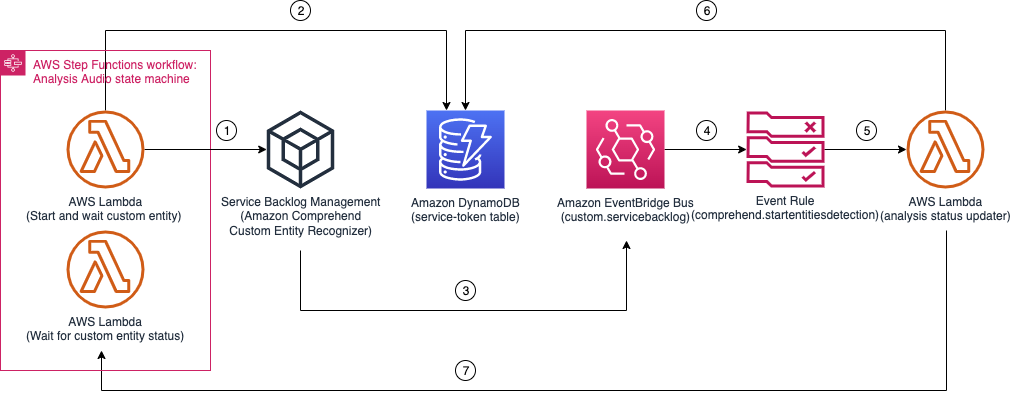 2
6
AWS Step Functions workflow:
Analysis Audio state machine
1
4
5
AWS Lambda
(Start and wait custom entity)
Service Backlog Management
(Amazon Comprehend
Custom Entity Recognizer)
Amazon DynamoDB
(service-token table)
Amazon EventBridge Bus
(custom.servicebacklog)
Event Rule
(comprehend.startentitiesdetection)
AWS Lambda
(analysis status updater)
3
AWS Lambda
(Wait for custom entity status)
7